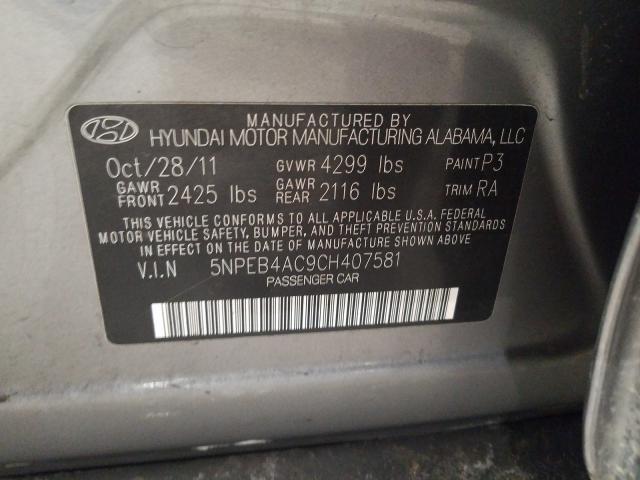 MANUFACTURED BY
HYUNDAI MOTOR MANUFACTURING ALABAMA, LLC
Oct/28/11 GVWR 4299 lbs PAINT P3
GAWR FRONT 2425 lbs GAWR REAR 2116 lbs TRIM RA
THIS VEHICLE CONFORMS TO ALL APPLICABLE U.S.A. FEDERAL
MOTOR VEHICLE SAFETY, BUMPER, AND THEFT PREVENTION STANDARDS
IN EFFECT ON THE DATE OF MANUFACTURE SHOWN ABOVE
V.I.N 5NPEB4AC9CH407581
PASSENGER CAR